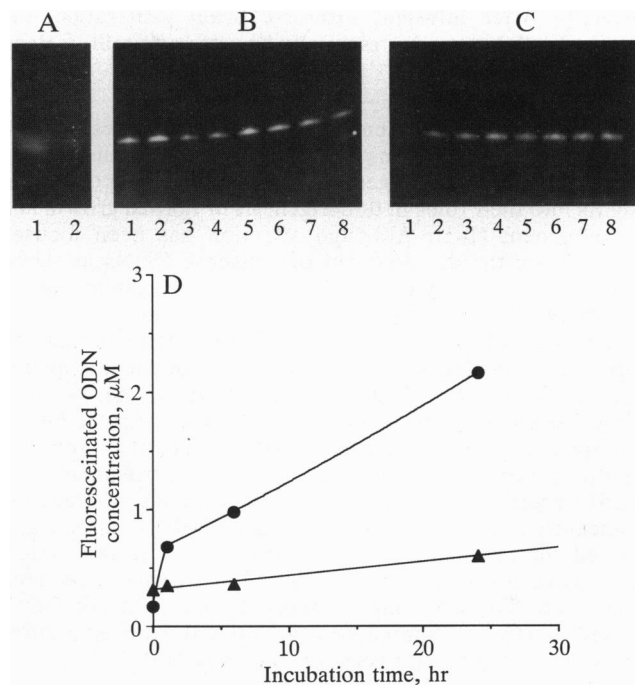 A B C
1 2 1 2 3 4 5 6 7 8 1 2 3 4 5 6 7 8
D
3
2
1
0
Fluoresceinated ODN
concentration, μM
0 10 20 30
Incubation time, hr